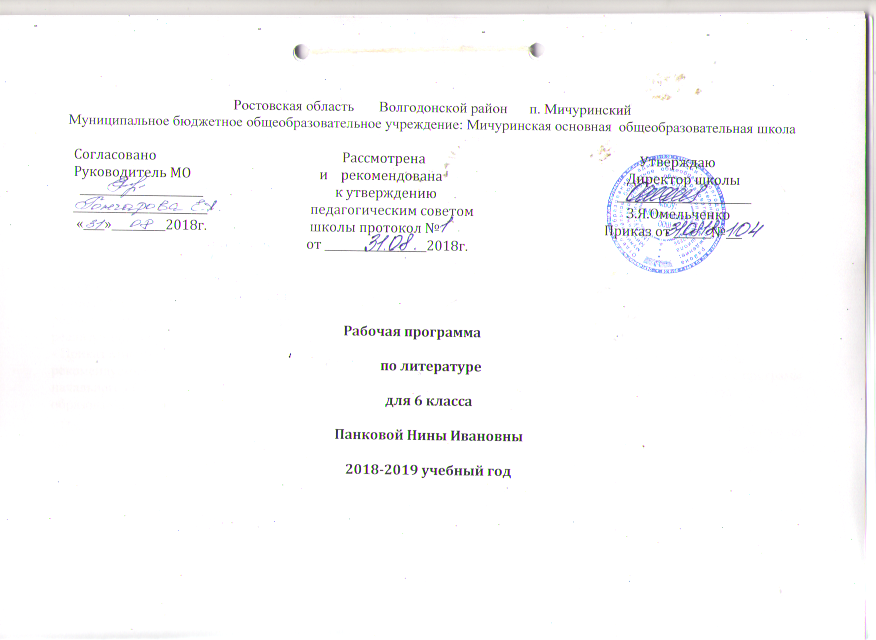 Ростовская область Волгодонской район п. Мичуринский
Муниципальное бюджетное общеобразовательное учреждение: Мичуринская основная общеобразовательная школа
Согласовано
Руководитель МО
Гончарова
«31» 08 2018г.
Рассмотрена
и рекомендована
к утверждению
педагогическим советом
школы протокол №1
от 31.08. 2018г.
Утверждаю
Директор школы
З.Я.Омельченко
Приказ от 310818 № 104
Рабочая программа
по литературе
для 6 класса
Панковой Нины Ивановны
2018-2019 учебный год